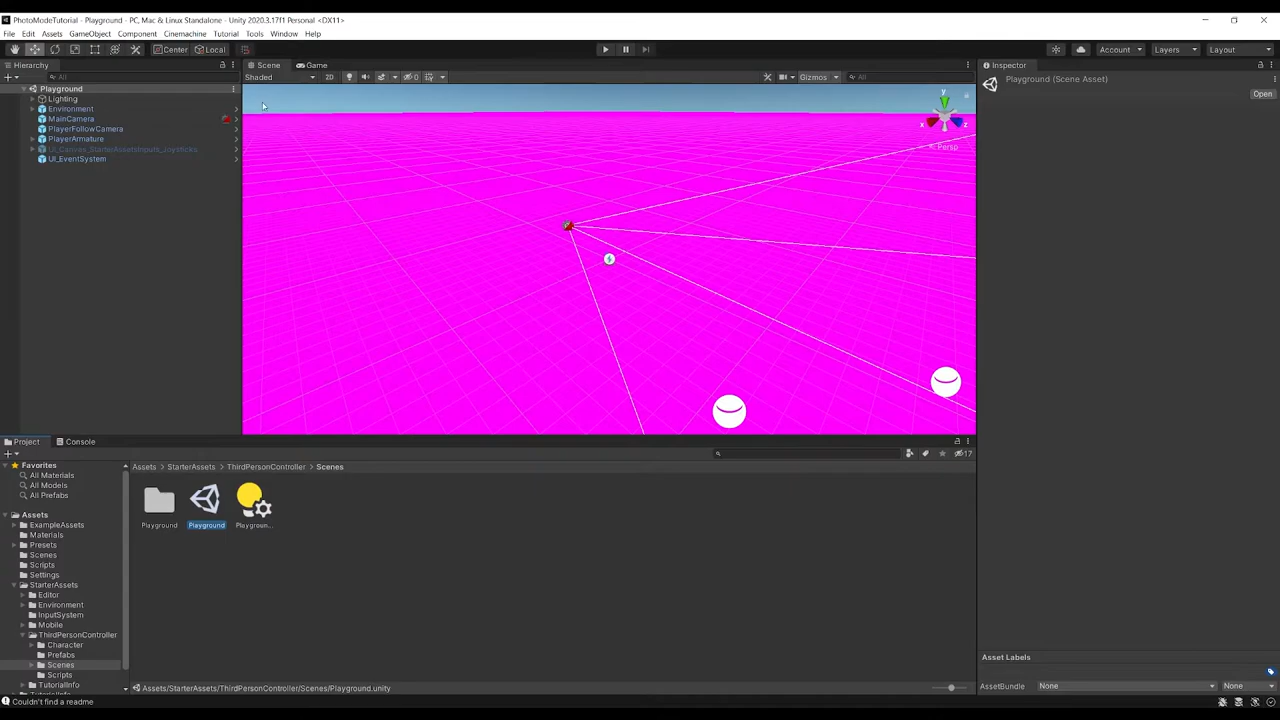 PhotoModeTutorial - Playground - PC, Mac & Linux Standalone - Unity 2020.3.17f1 Personal <DX11>
File Edit Assets GameObject Component Cinemachine Tutorial Tools Window Help
Center Local Account Layers Layout
Hierarchy Scene Game Inspector
All Shaded 2D 0 Gizmos All Playground (Scene Asset)
Open
Playground
Lighting
Environment
MainCamera
PlayerFollowCamera
PlayerArmature
UI_Canvas_StarterAssetsInputs_Joysticks
UI_EventSystem
y
x z
Persp
Project Console
17
Favorites
All Materials
All Models
All Prefabs
Assets
ExampleAssets
Materials
Presets
Scenes
Scripts
Settings
StarterAssets
Editor
Environment
InputSystem
Mobile
ThirdPersonController
Character
Prefabs
Scenes
Scripts
TutorialInfo
Assets > StarterAssets > ThirdPersonController > Scenes
Playground Playground Playgroun...
Assets/StarterAssets/ThirdPersonController/Scenes/Playground.unity
Asset Labels
AssetBundle None None
Couldn't find a readme